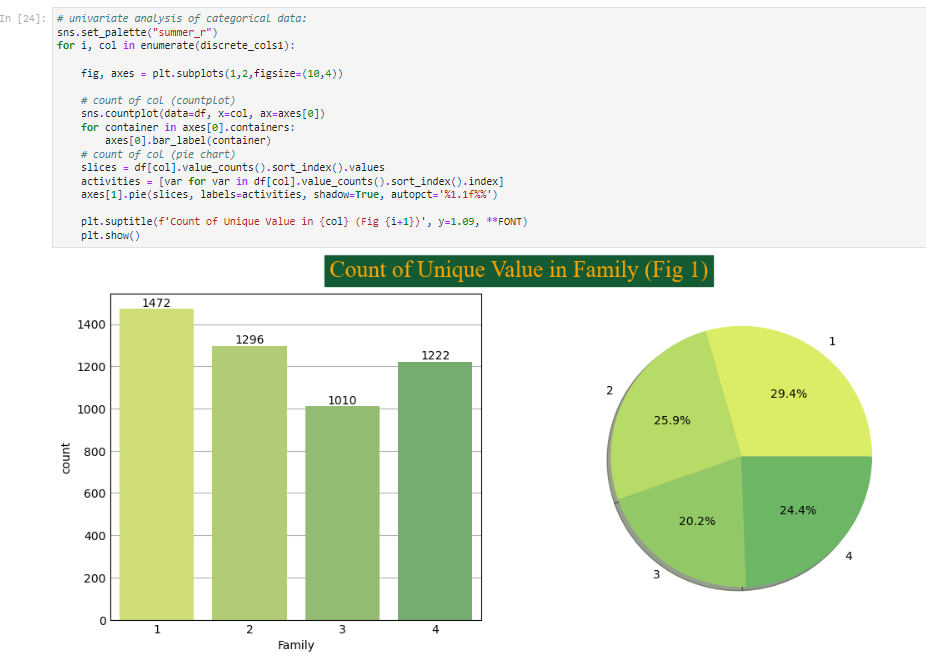 In [24]:
# univariate analysis of categorical data:
sns.set_palette("summer_r")
for i, col in enumerate(discrete_cols1):
    fig, axes = plt.subplots(1,2,figsize=(10,4))
    # count of col (countplot)
    sns.countplot(data=df, x=col, ax=axes[0])
    for container in axes[0].containers:
        axes[0].bar_label(container)
    # count of col (pie chart)
    slices = df[col].value_counts().sort_index().values
    activities = [var for var in df[col].value_counts().sort_index().index]
    axes[1].pie(slices, labels=activities, shadow=True, autopct='%1.1f%%')
    plt.suptitle(f'Count of Unique Value in {col} (Fig {i+1})', y=1.09, **FONT)
    plt.show()
Count of Unique Value in Family (Fig 1)
1472
1296
1010
1222
1400
1200
1000
800
600
400
200
0
count
1 2 3 4
Family
1
29.4%
2
25.9%
20.2%
3
24.4%
4